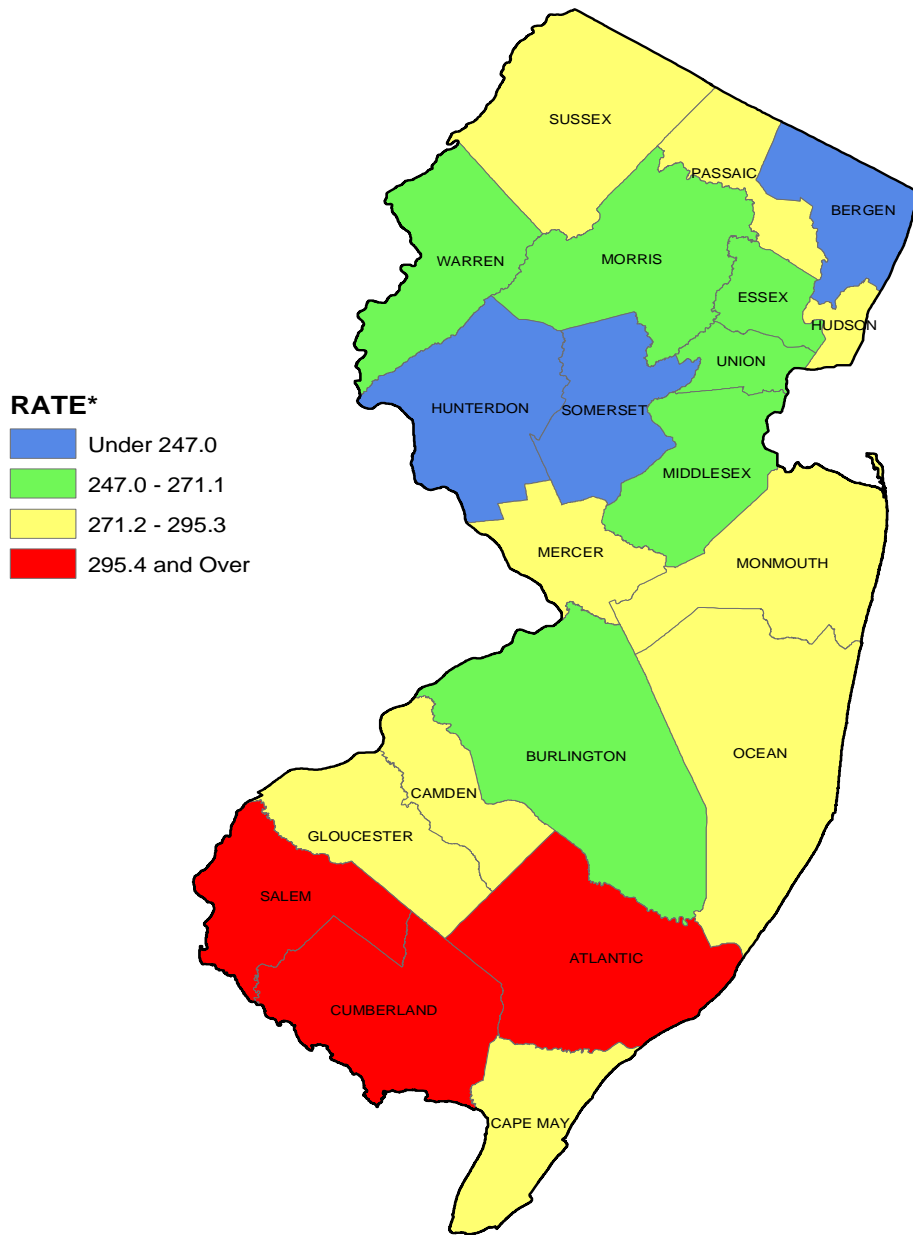 SUSSEX
PASSAIC
BERGEN
WARREN
MORRIS
ESSEX
HUDSON
UNION
HUNTERDON
SOMERSET
MIDDLESEX
RATE*
Under 247.0
247.0 - 271.1
271.2 - 295.3
295.4 and Over
MERCER
MONMOUTH
OCEAN
BURLINGTON
CAMDEN
GLOUCESTER
SALEM
ATLANTIC
CUMBERLAND
CAPE MAY